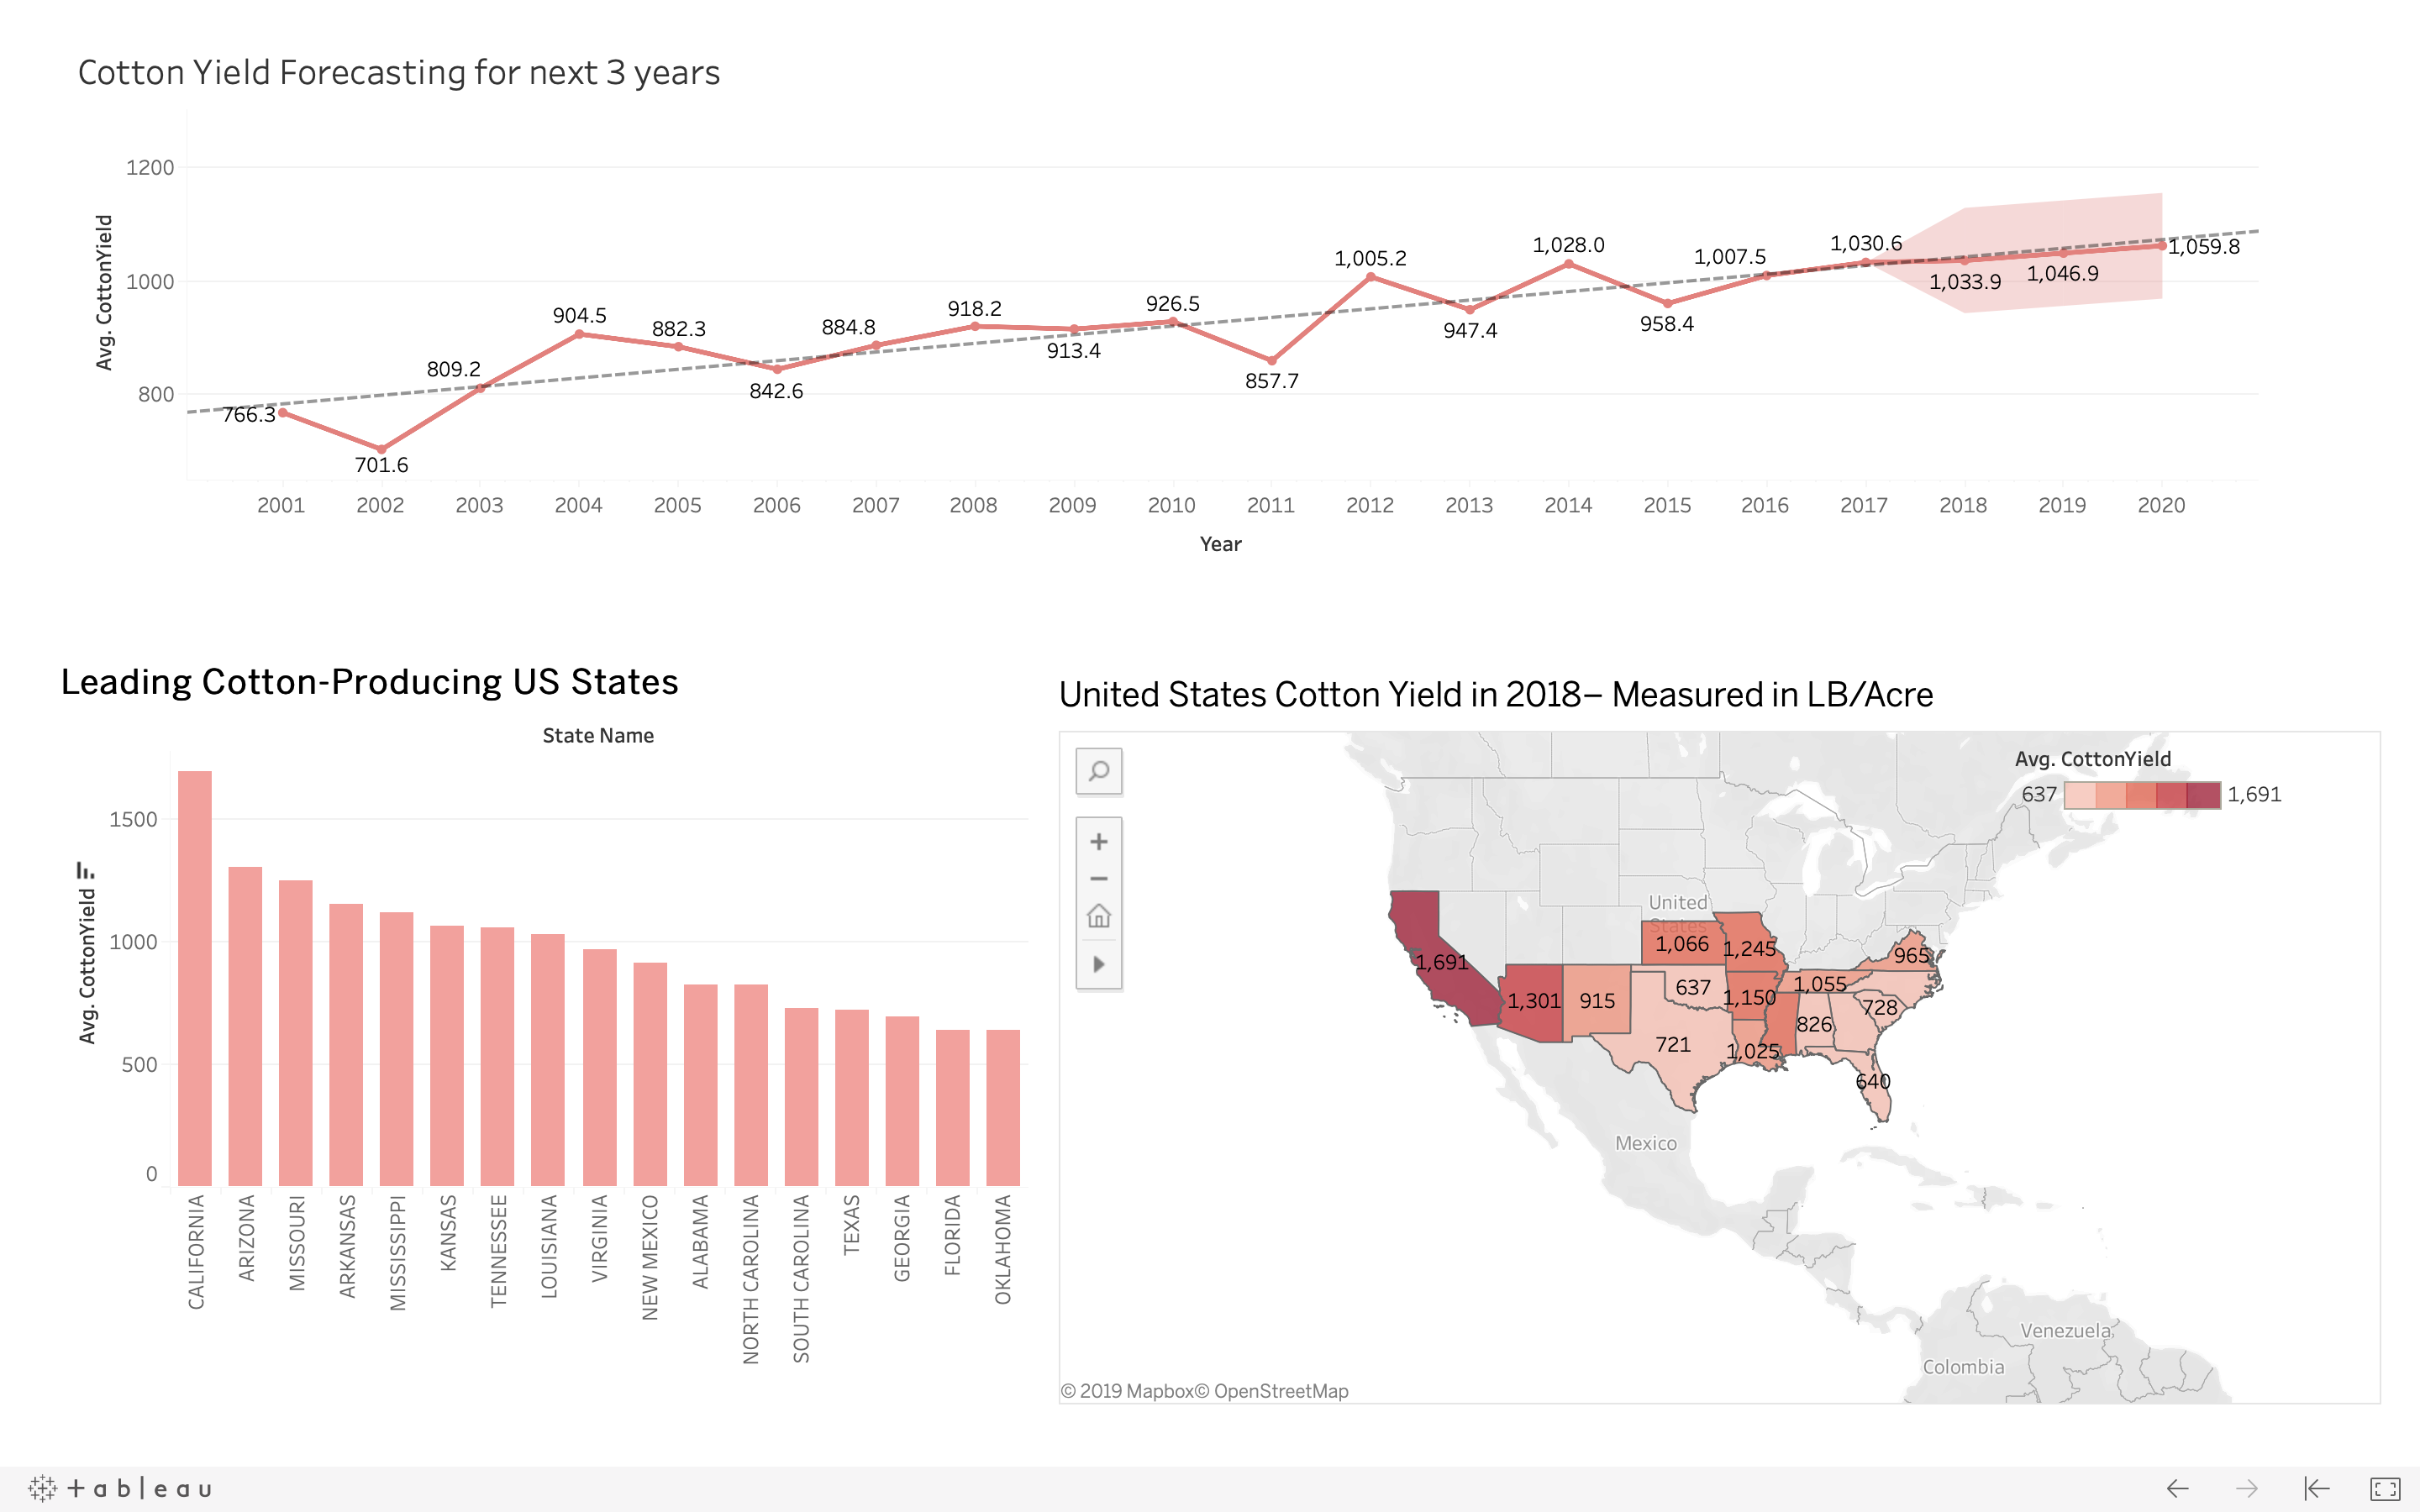 Cotton Yield Forecasting for next 3 years
Avg. CottonYield
1200
1000
800
766.3
701.6
809.2
904.5
882.3
842.6
884.8
918.2
913.4
926.5
857.7
1,005.2
947.4
1,028.0
958.4
1,007.5
1,030.6
1,033.9
1,046.9
1,059.8
2001 2002 2003 2004 2005 2006 2007 2008 2009 2010 2011 2012 2013 2014 2015 2016 2017 2018 2019 2020
Year
Leading Cotton-Producing US States
State Name
Avg. CottonYield
1500
1000
500
0
CALIFORNIA
ARIZONA
MISSOURI
ARKANSAS
MISSISSIPPI
KANSAS
TENNESSEE
LOUISIANA
VIRGINIA
NEW MEXICO
ALABAMA
NORTH CAROLINA
SOUTH CAROLINA
TEXAS
GEORGIA
FLORIDA
OKLAHOMA
United States Cotton Yield in 2018– Measured in LB/Acre
Avg. CottonYield
637 1,691
United
States
1,066
1,245
965
1,691
637
1,055
1,301
915
1,150
728
826
721
1,025
640
Mexico
Venezuela
Colombia
© 2019 Mapbox© OpenStreetMap
+ableau